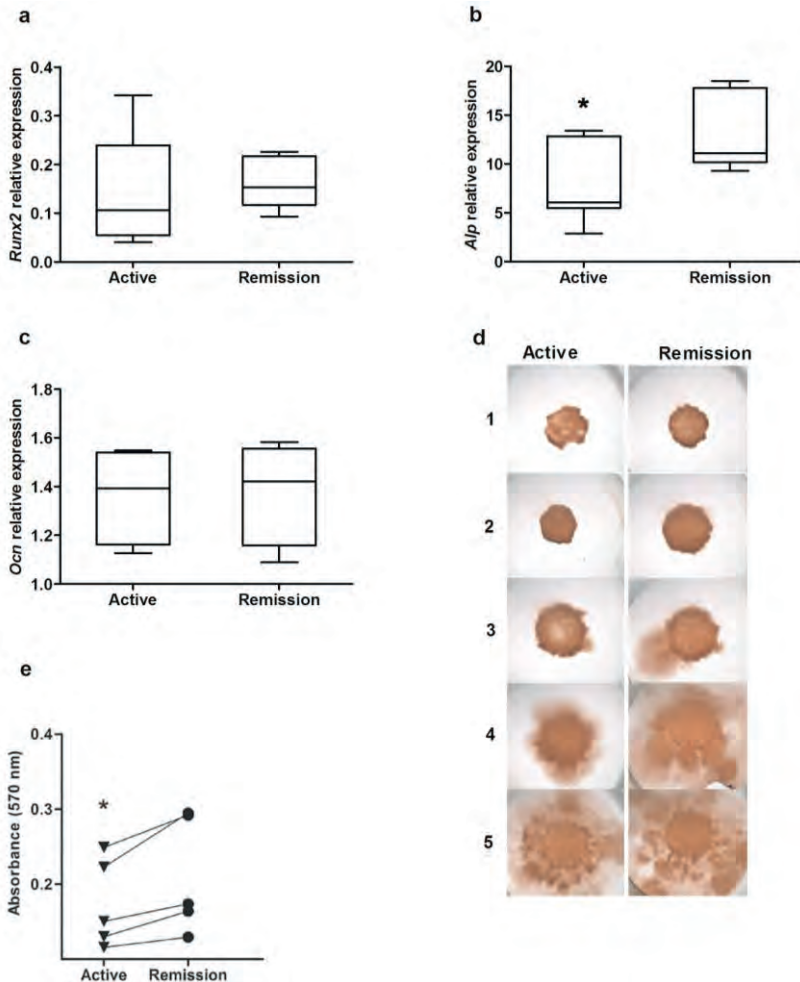 a
Runx2 relative expression
0.4
0.3
0.2
0.1
0.0
Active Remission
b
Alp relative expression
20
15
10
5
0
*
Active Remission
c
Ocn relative expression
1.8
1.6
1.4
1.2
1.0
Active Remission
d
Active Remission
1
2
3
4
5
e
Absorbance (570 nm)
0.4
0.3
0.2
*
Active Remission